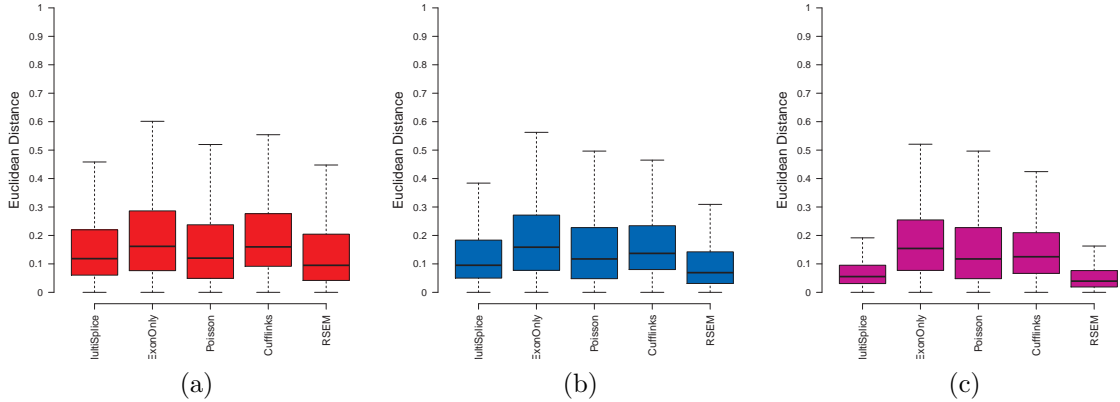 1
0.9
0.8
0.7
0.6
0.5
0.4
0.3
0.2
0.1
0
Euclidean Distance
ultiSplice
ExonOnly
Poisson
Cufflinks
RSEM
(a)
1
0.9
0.8
0.7
0.6
0.5
0.4
0.3
0.2
0.1
0
Euclidean Distance
ultiSplice
ExonOnly
Poisson
Cufflinks
RSEM
(b)
1
0.9
0.8
0.7
0.6
0.5
0.4
0.3
0.2
0.1
0
Euclidean Distance
ultiSplice
ExonOnly
Poisson
Cufflinks
RSEM
(c)